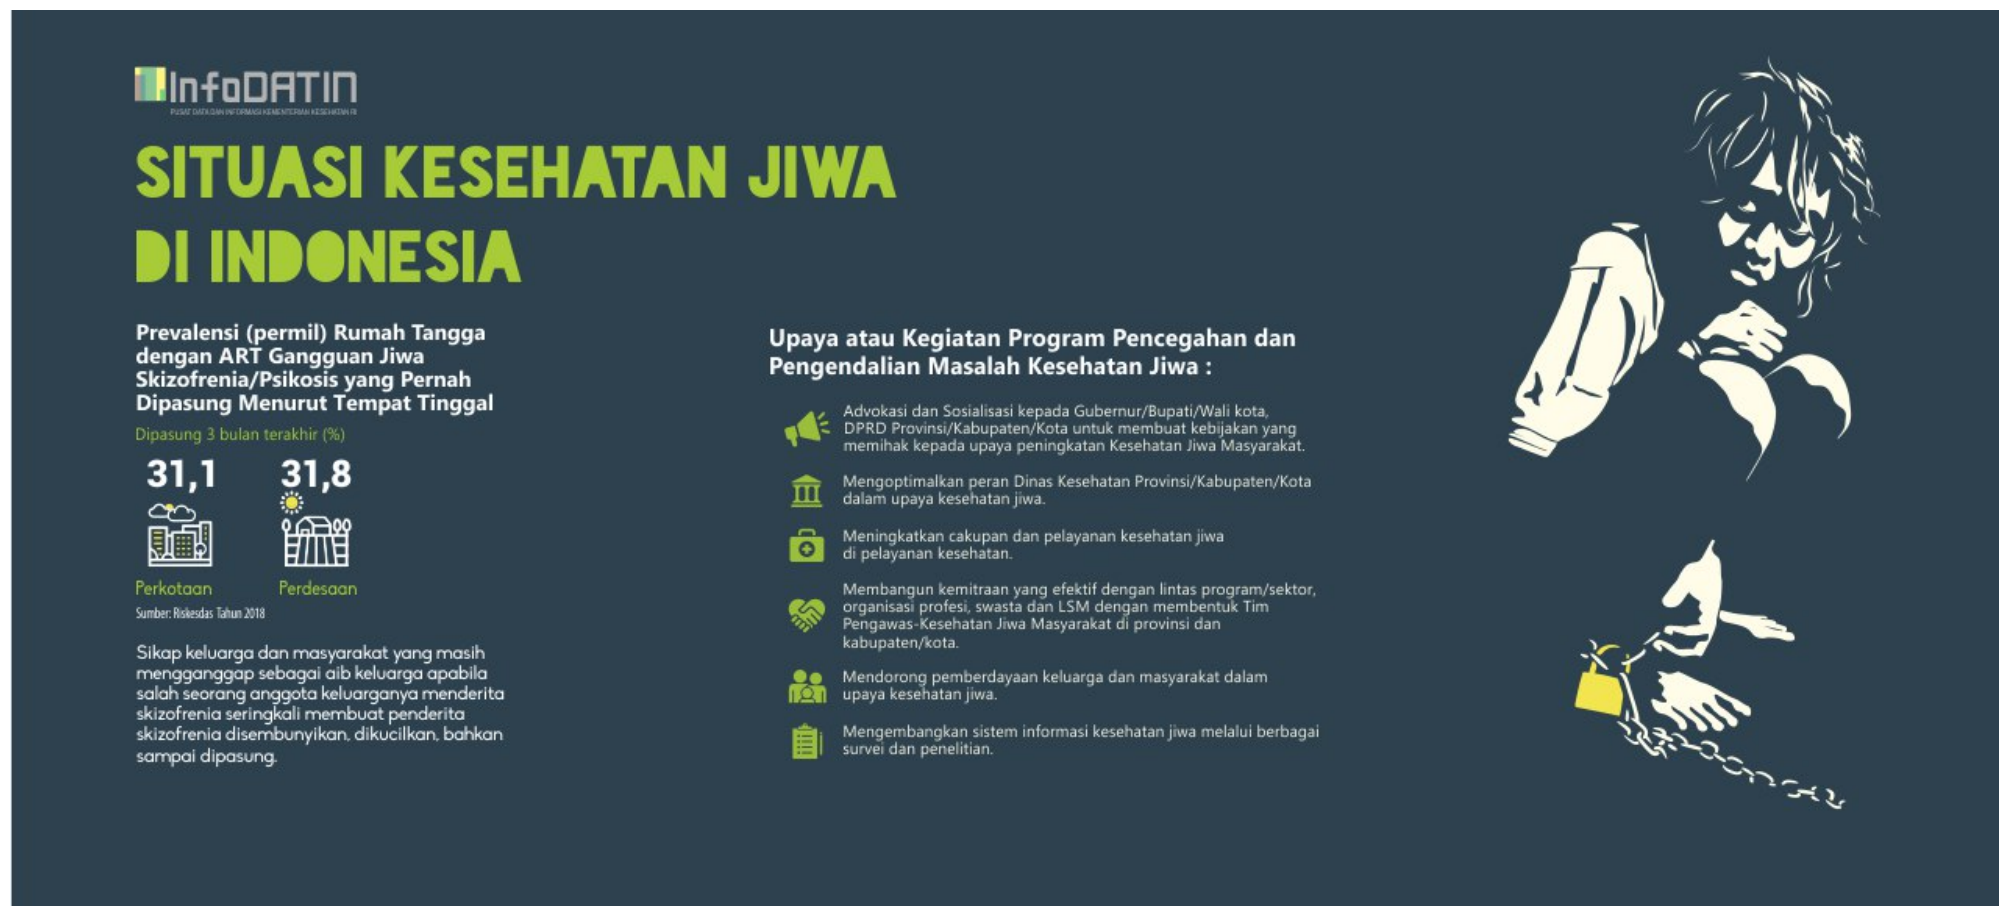 InfoDATIN
PUSAT DATA DAN INFORMASI KEMENTERIAN KESEHATAN RI
SITUASI KESEHATAN JIWA
DI INDONESIA
Prevalensi (permil) Rumah Tangga
dengan ART Gangguan Jiwa
Skizofrenia/Psikosis yang Pernah
Dipasung Menurut Tempat Tinggal
Dipasung 3 bulan terakhir (%)
31,1 31,8
Perkotaan Perdesaan
Sumber: Riskesdas Tahun 2018
Sikap keluarga dan masyarakat yang masih
mengganggap sebagai aib keluarga apabila
salah seorang anggota keluarganya menderita
skizofrenia seringkali membuat penderita
skizofrenia disembunyikan, dikucilkan, bahkan
sampai dipasung.
Upaya atau Kegiatan Program Pencegahan dan
Pengendalian Masalah Kesehatan Jiwa :
Advokasi dan Sosialisasi kepada Gubernur/Bupati/Wali kota,
DPRD Provinsi/Kabupaten/Kota untuk membuat kebijakan yang
memihak kepada upaya peningkatan Kesehatan Jiwa Masyarakat.
Mengoptimalkan peran Dinas Kesehatan Provinsi/Kabupaten/Kota
dalam upaya kesehatan jiwa.
Meningkatkan cakupan dan pelayanan kesehatan jiwa
di pelayanan kesehatan.
Membangun kemitraan yang efektif dengan lintas program/sektor,
organisasi profesi, swasta dan LSM dengan membentuk Tim
Pengawas-Kesehatan Jiwa Masyarakat di provinsi dan
kabupaten/kota.
Mendorong pemberdayaan keluarga dan masyarakat dalam
upaya kesehatan jiwa.
Mengembangkan sistem informasi kesehatan jiwa melalui berbagai
survei dan penelitian.